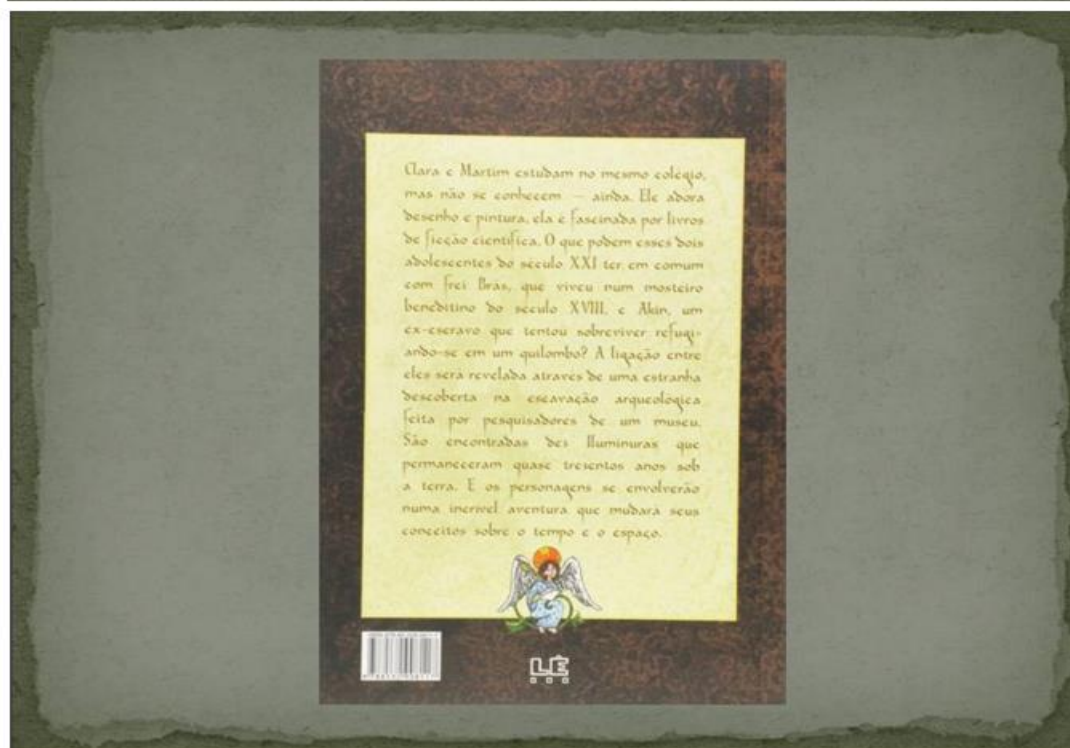 Clara e Martim estudam no mesmo colégio,
mas não se conhecem — ainda. Ele adora
desenho e pintura, ela é fascinada por livros
de ficção científica. O que podem esses dois
adolescentes do século XXI ter em comum
com frei Brás, que viveu num mosteiro
beneditino do século XVIII, e Akin, um
ex-escravo que tentou sobreviver refugi-
ando-se em um quilombo? A ligação entre
eles será revelada através de uma estranha
descoberta na escavação arqueológica
feita por pesquisadores de um museu.
São encontradas dez Iluminuras que
permaneceram quase trezentos anos sob
a terra. E os personagens se envolverão
numa incrível aventura que mudará seus
conceitos sobre o tempo e o espaço.
LÊ